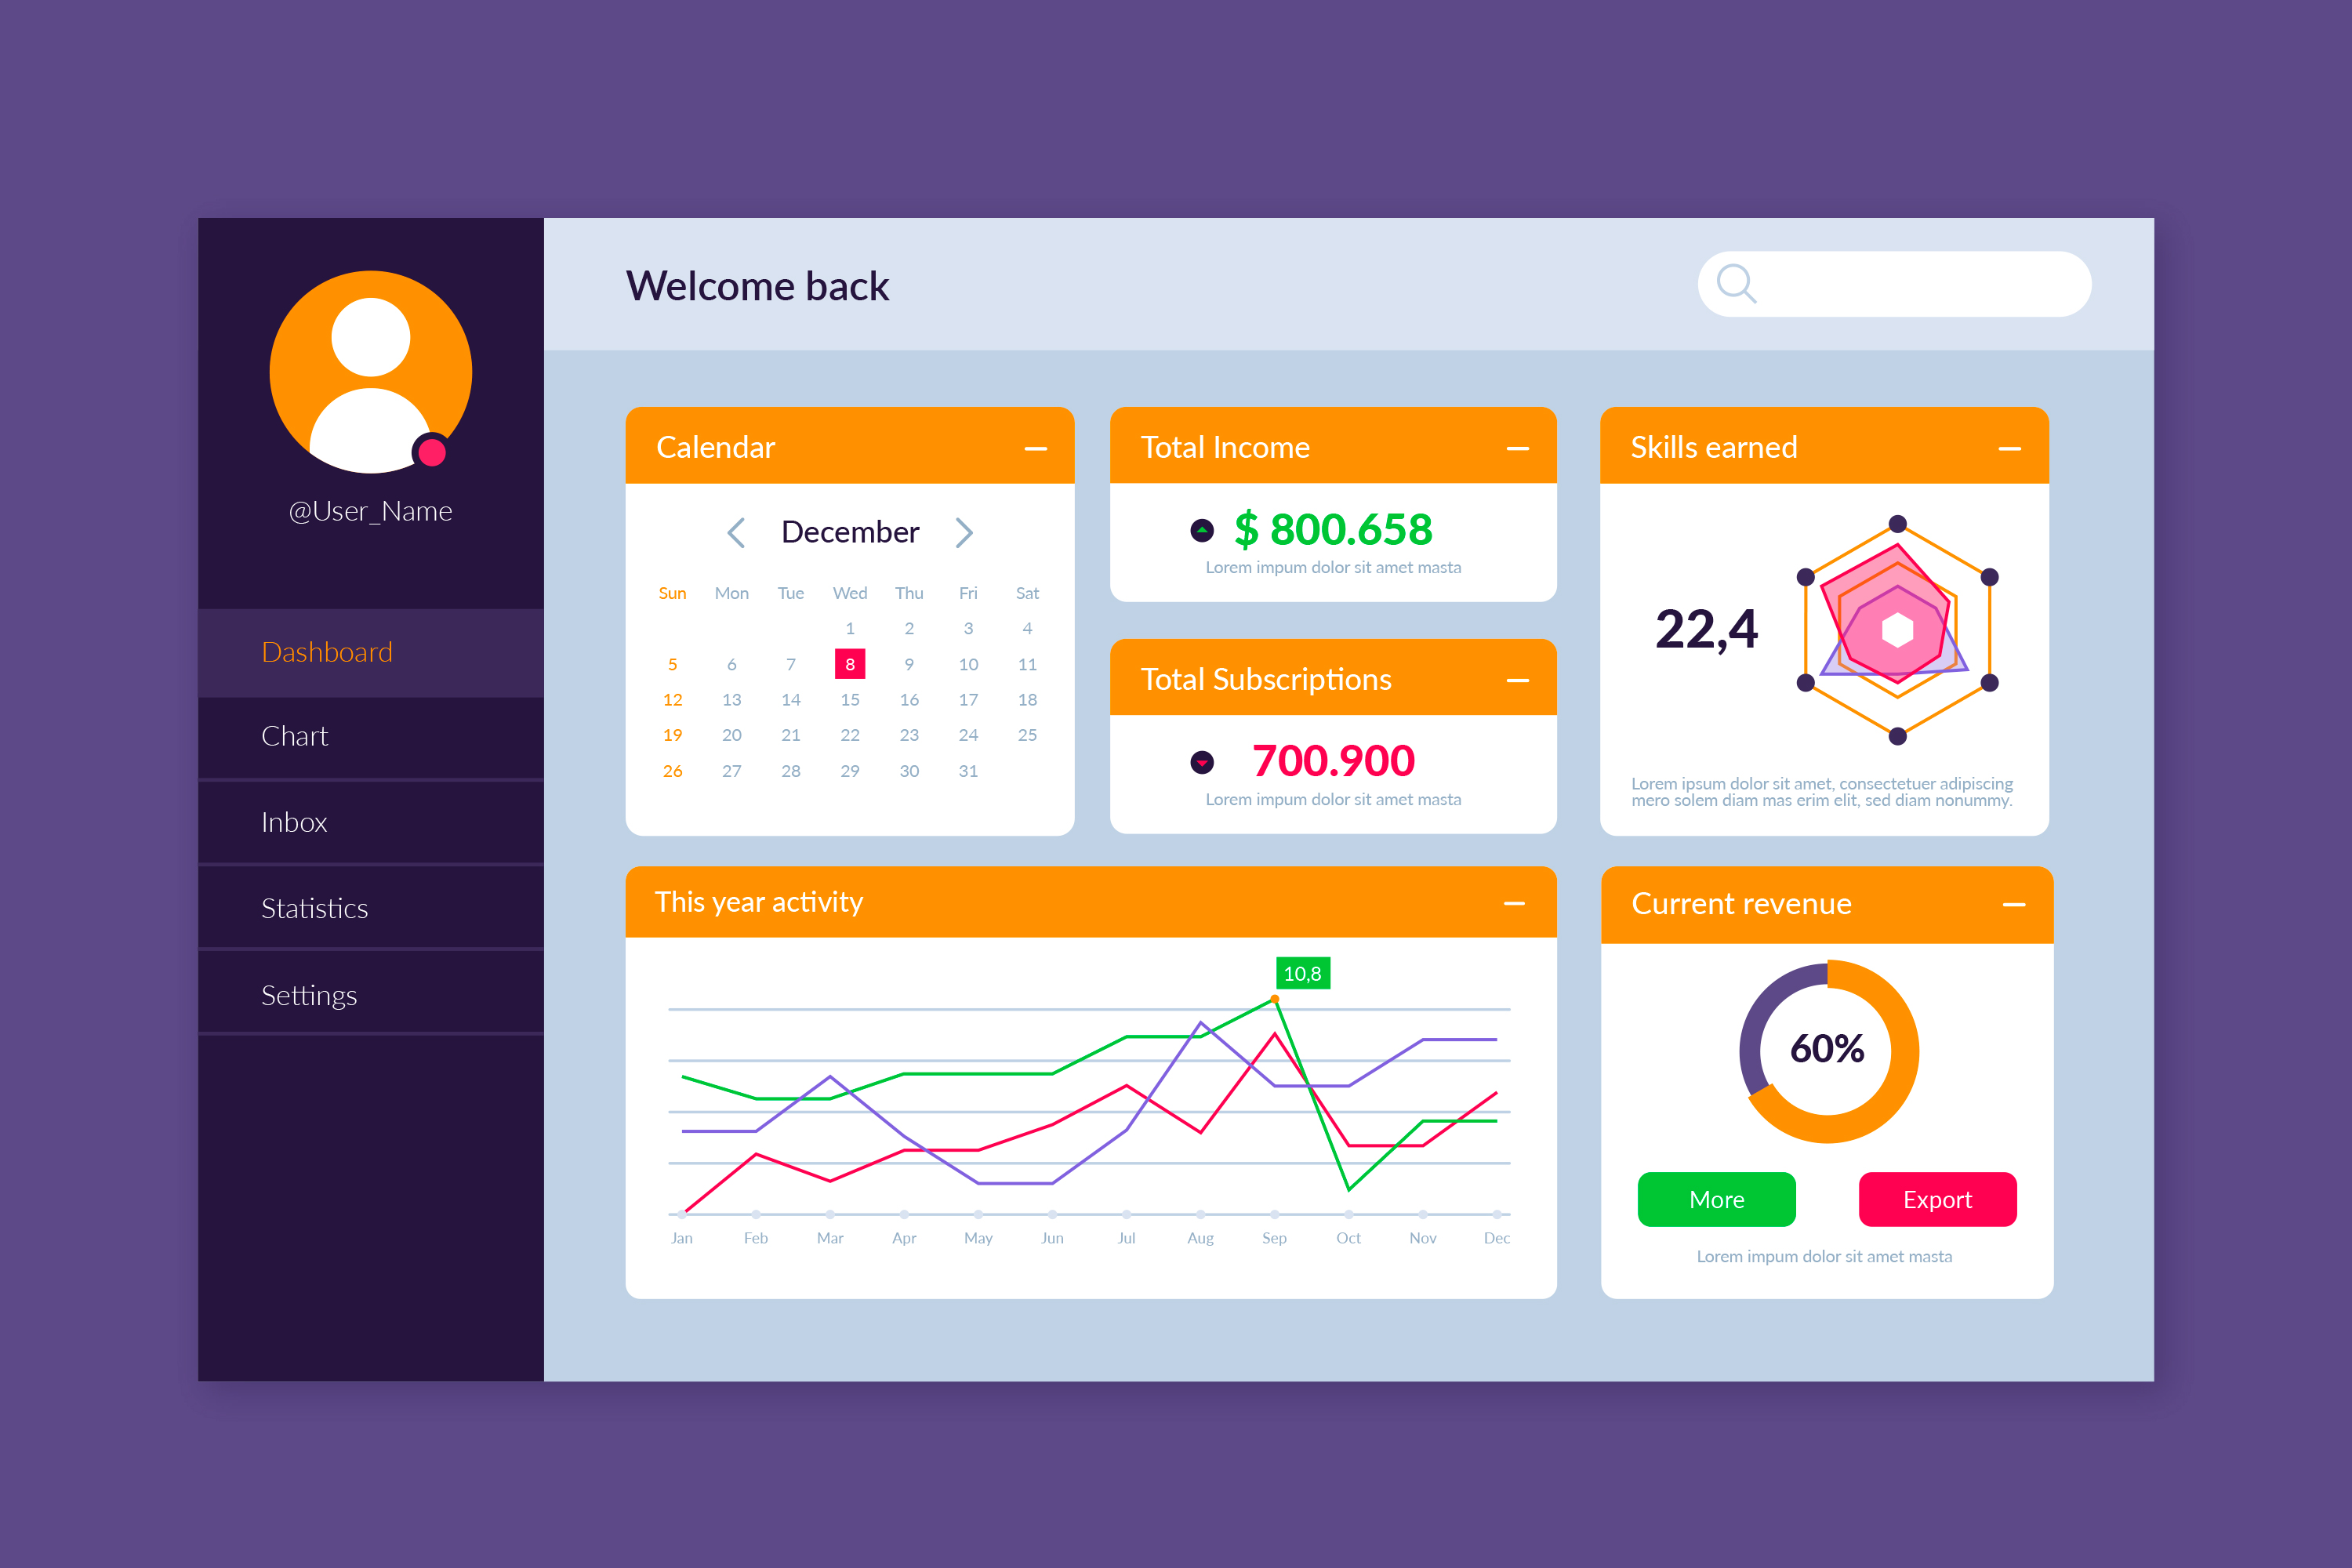 Welcome back
@User_Name
Dashboard
Chart
Inbox
Statistics
Settings
Calendar
December
Sun Mon Tue Wed Thu Fri Sat
1 2 3 4
5 6 7 8 9 10 11
12 13 14 15 16 17 18
19 20 21 22 23 24 25
26 27 28 29 30 31
Total Income
$ 800.658
Lorem impum dolor sit amet masta
Total Subscriptions
700.900
Lorem impum dolor sit amet masta
Skills earned
22,4
Lorem ipsum dolor sit amet, consectetuer adipiscing
mero solem diam mas erim elit, sed diam nonummy.
This year activity
10,8
Jan Feb Mar Apr May Jun Jul Aug Sep Oct Nov Dec
Current revenue
60%
More Export
Lorem impum dolor sit amet masta